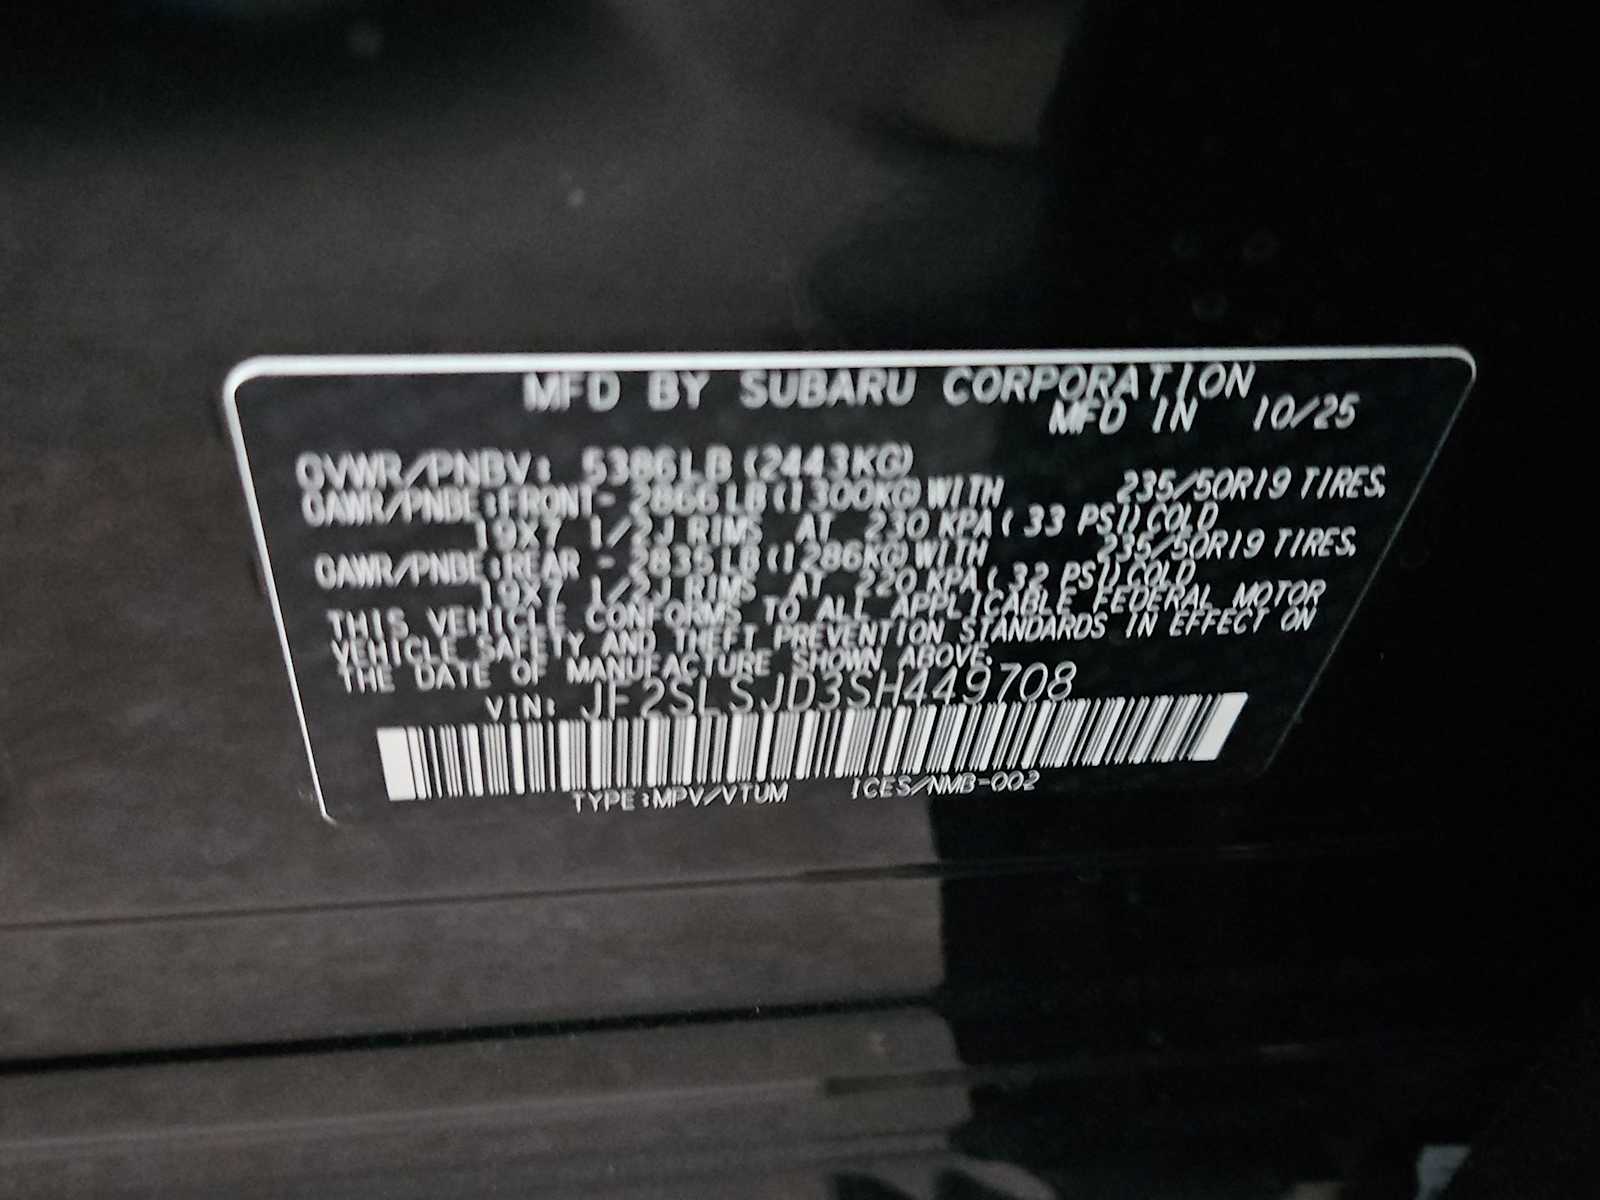 MFD BY SUBARU CORPORATION
MFD IN 10/25
GVWR/PNBV: 5386LB (2443KG)
GAWR/PNBE:FRONT- 2866LB (1300KG) WITH 235/50R19 TIRES,
19X7 1/2J RIMS AT 230 KPA ( 33 PSI) COLD
GAWR/PNBE:REAR - 2835LB (1286KG) WITH 235/50R19 TIRES,
19X7 1/2J RIMS AT 220 KPA ( 32 PSI) COLD
THIS VEHICLE CONFORMS TO ALL APPLICABLE FEDERAL MOTOR
VEHICLE SAFETY AND THEFT PREVENTION STANDARDS IN EFFECT ON
THE DATE OF MANUFACTURE SHOWN ABOVE.
VIN: JF2SLSJD3SH449708
TYPE:MPV/VTUM ICES/NMB-002